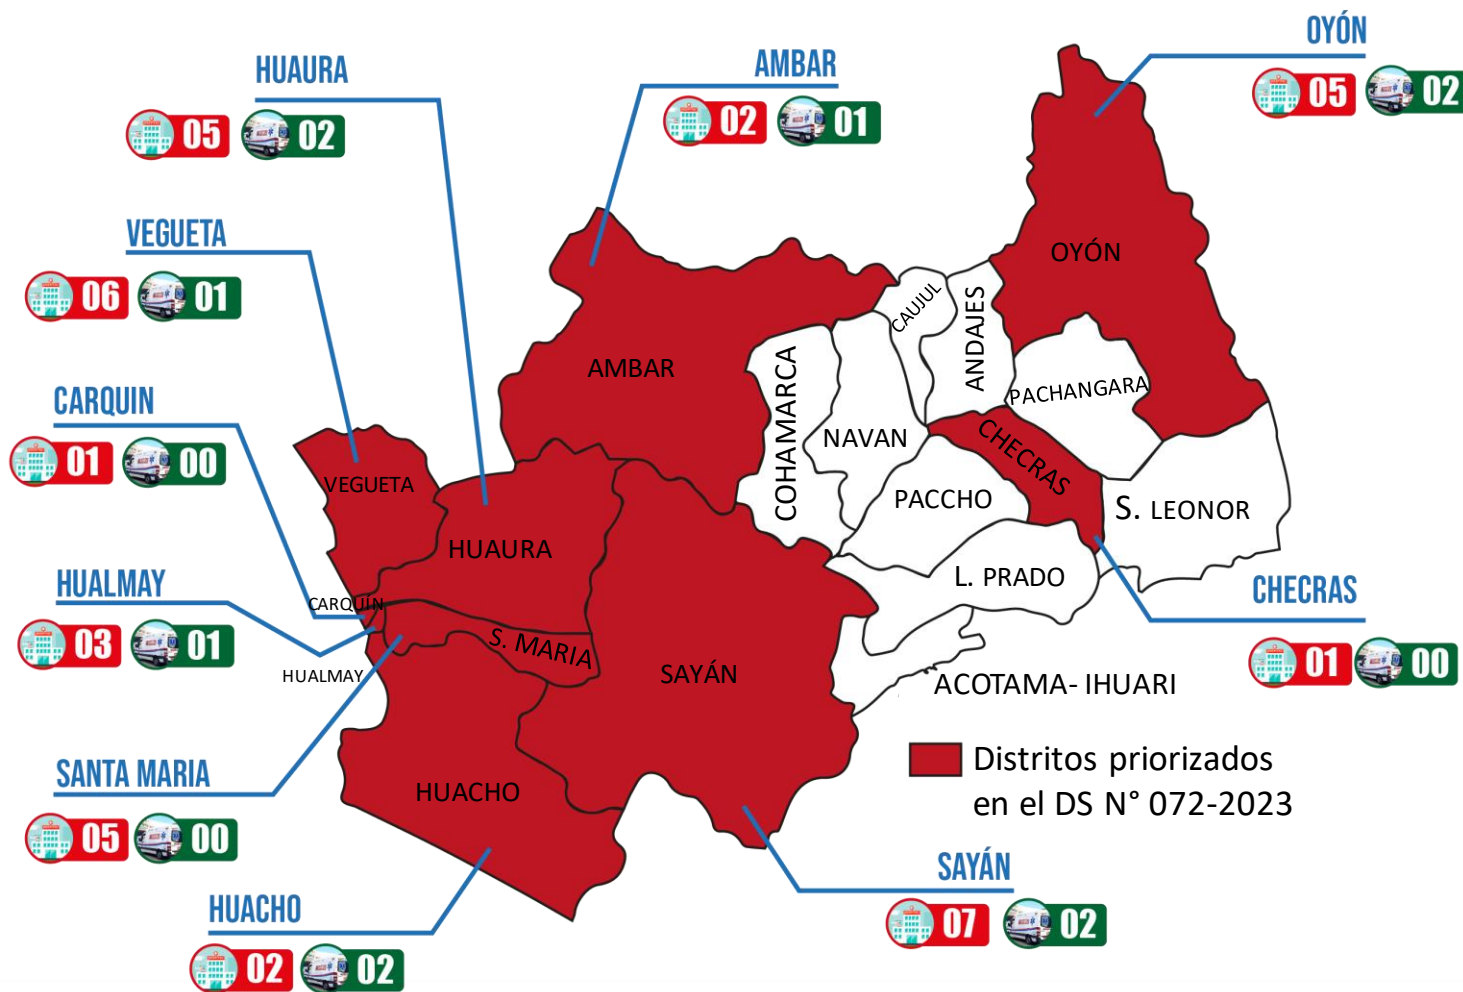 OYÓN
05 02
HUAURA
05 02
AMBAR
02 01
VEGUETA
06 01
CARQUIN
01 00
HUALMAY
03 01
SANTA MARIA
05 00
HUACHO
02 02
SAYÁN
07 02
CHECRAS
01 00
OYÓN
CAUJUL
ANDAJES
AMBAR
COHAMARCA
PACHANGARA
NAVAN
CHECRAS
VEGUETA
PACCHO
S. LEONOR
HUAURA
L. PRADO
CARQUÍN
S. MARIA
HUALMAY
SAYÁN
ACOTAMA- IHUARI
HUACHO
Distritos priorizados
en el DS N° 072-2023